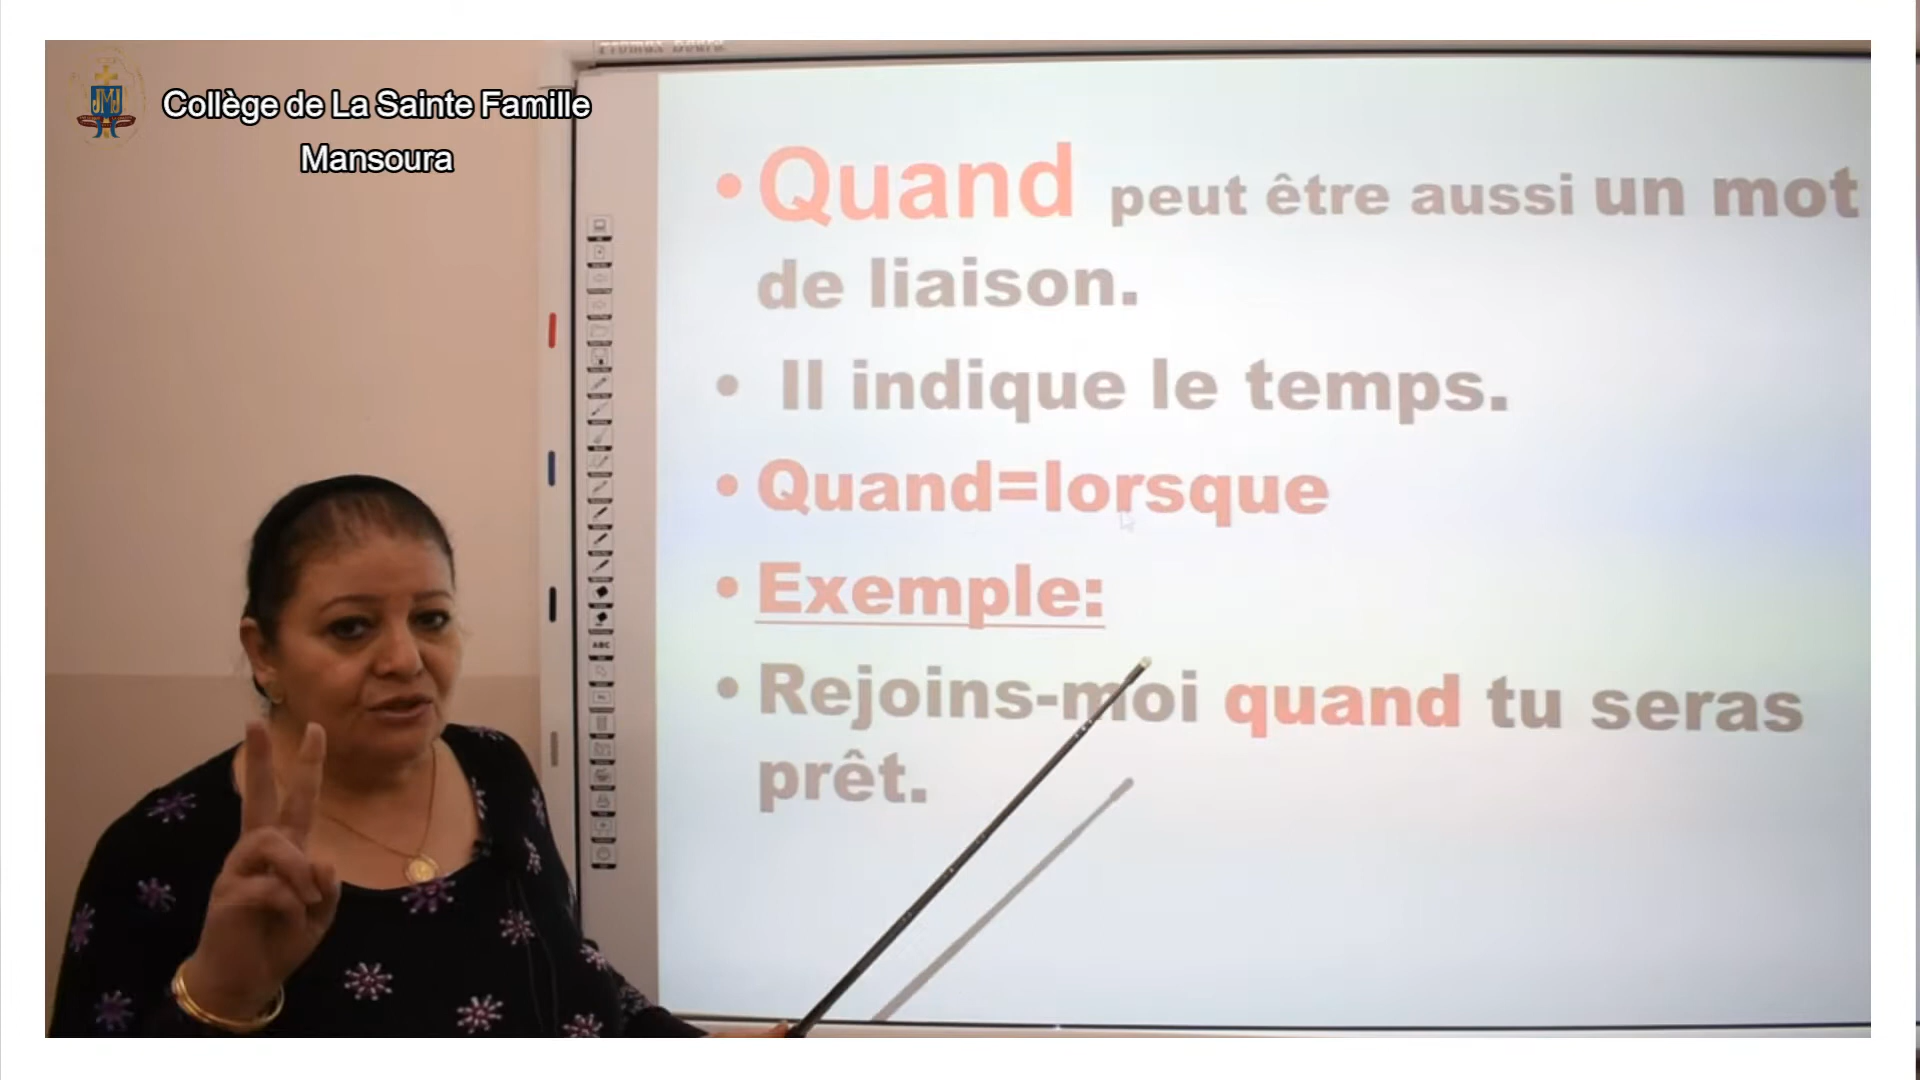 Collège de La Sainte Famille
Mansoura
• Quand peut être aussi un mot
de liaison.
• Il indique le temps.
• Quand=lorsque
• Exemple:
• Rejoins-moi quand tu seras
prêt.
ABC